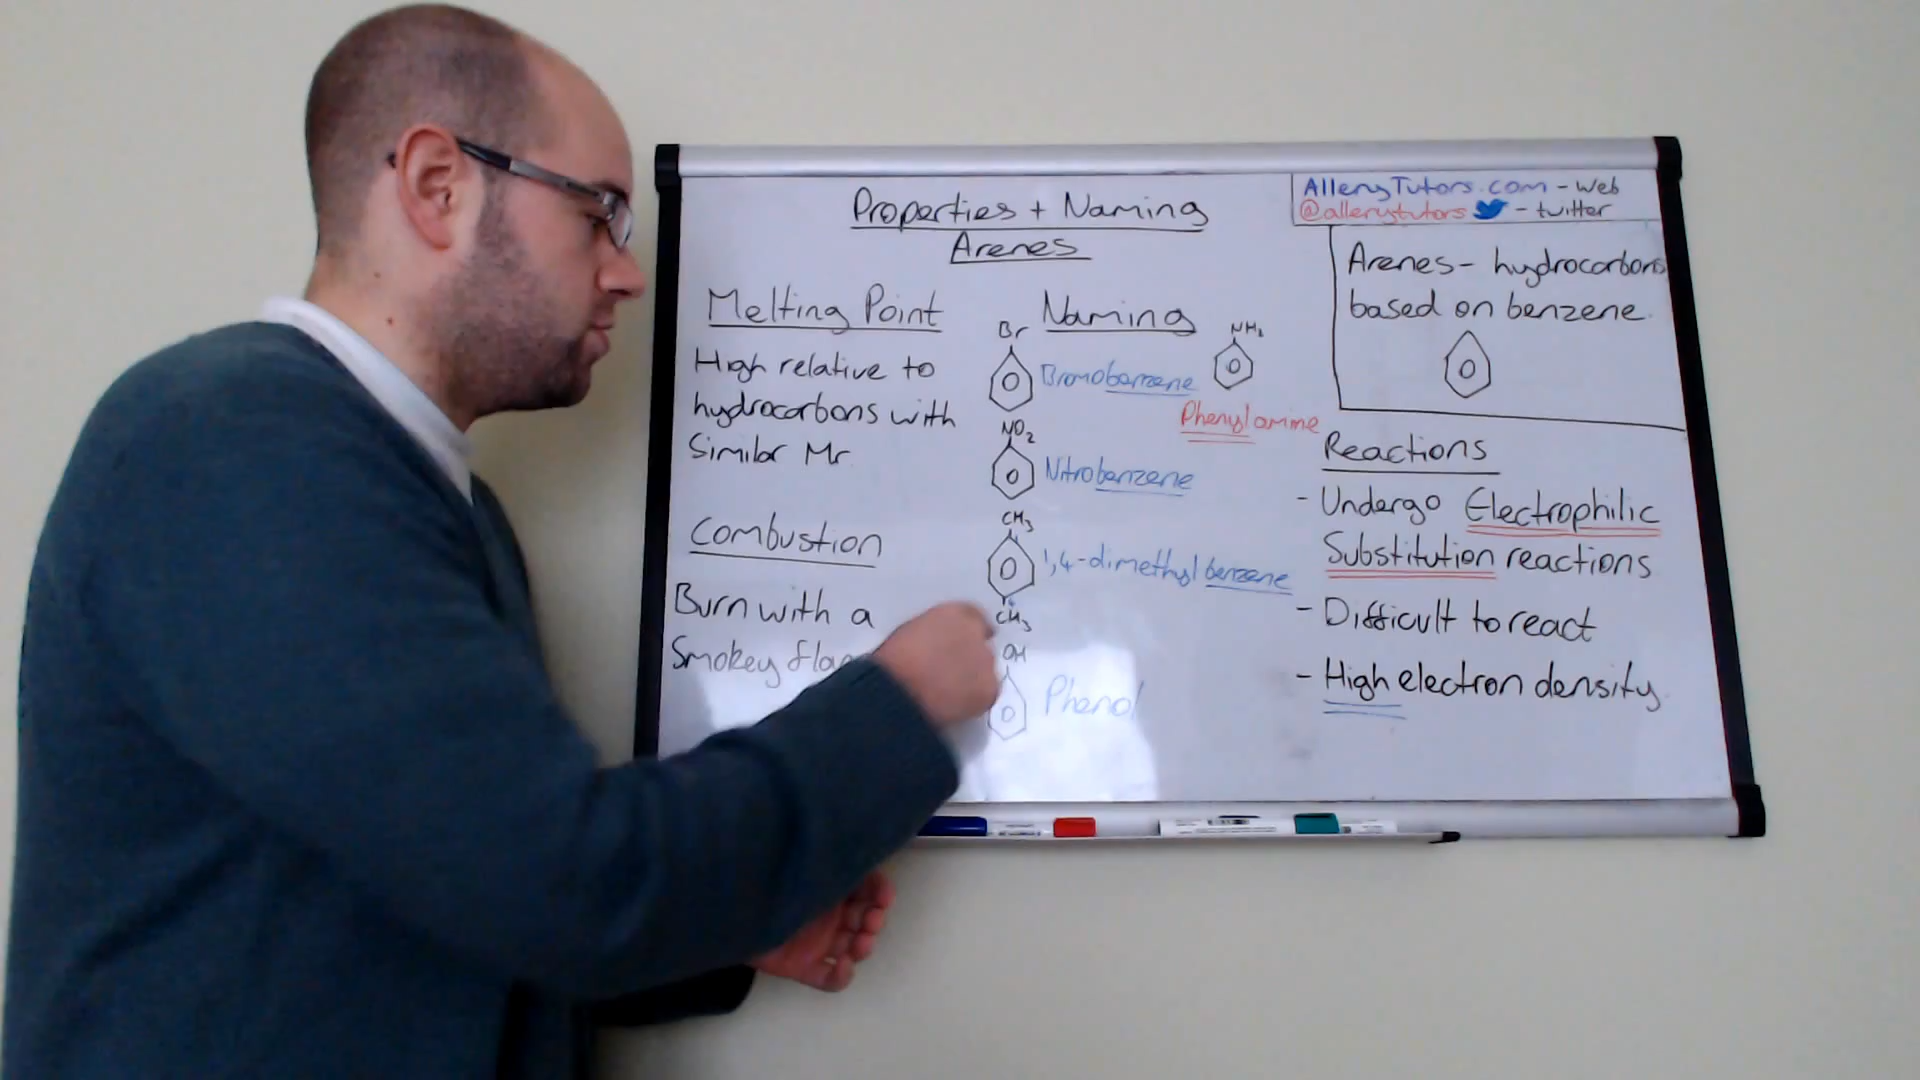 Properties + Naming
Arenes
AlleryTutors.com - Web
@allerytutors - twitter
Arenes - hydrocarbons
based on benzene.
Melting Point
High relative to
hydrocarbons with
Similar Mr
Combustion
Burn with a
Smokey
Naming
Br
Bromobenzene
NH2
Phenylamine
NO2
Nitrobenzene
CH3
1,4-dimethylbenzene
CH3
OH
Phenol
Reactions
- Undergo Electrophilic
Substitution reactions
- Difficult to react
- High electron density.